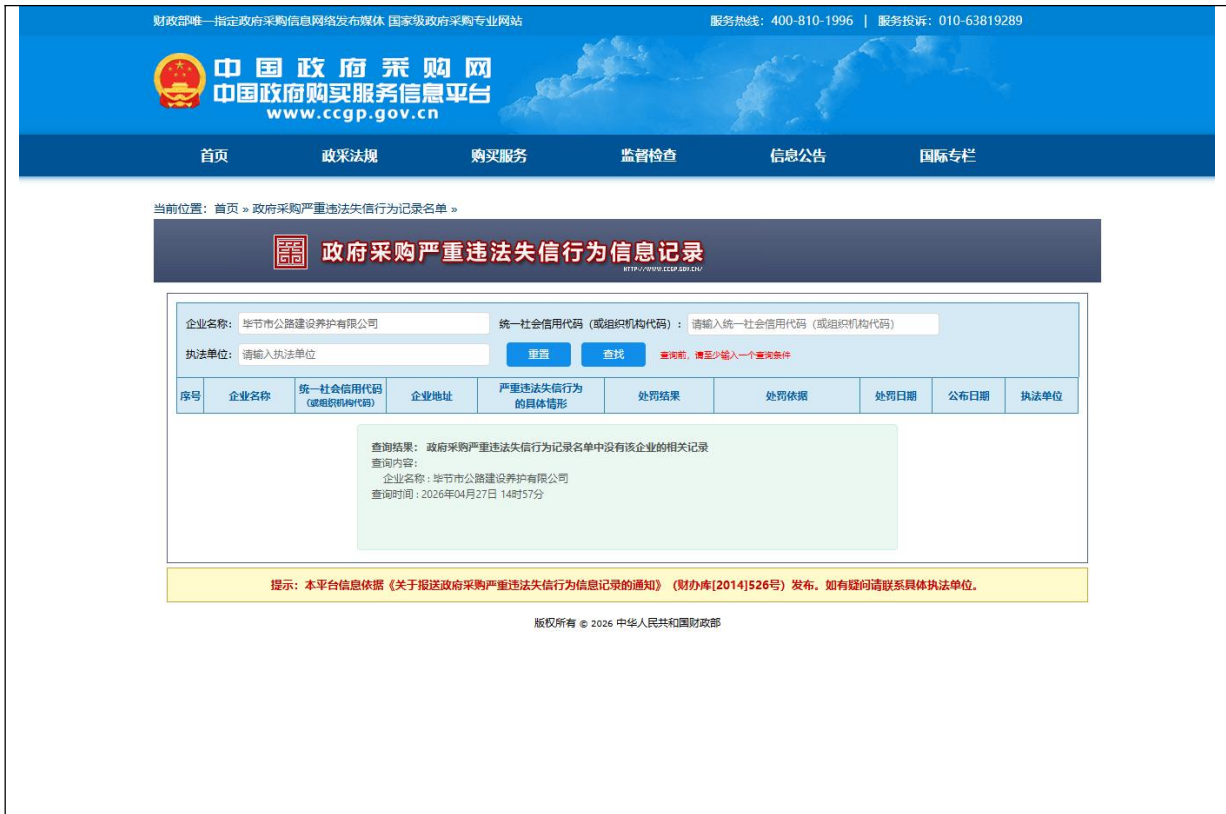 财政部唯一指定政府采购信息网络发布媒体 国家级政府采购专业网站
服务热线：400-810-1996 | 服务投诉：010-63819289
中国政府采购网
中国政府购买服务信息平台
www.ccgp.gov.cn
首页 政采法规 购买服务 监督检查 信息公告 国际专栏
当前位置：首页 » 政府采购严重违法失信行为记录名单 »
政府采购严重违法失信行为信息记录
HTTP://WWW.CCGP.GOV.CN/
企业名称： 毕节市公路建设养护有限公司 统一社会信用代码（或组织机构代码）： 请输入统一社会信用代码（或组织机构代码）
执法单位： 请输入执法单位 重置 查找 查询前，请至少输入一个查询条件
序号 企业名称 统一社会信用代码（或组织机构代码） 企业地址 严重违法失信行为的具体情形 处罚结果 处罚依据 处罚日期 公布日期 执法单位
查询结果： 政府采购严重违法失信行为记录名单中没有该企业的相关记录
查询内容：
企业名称 : 毕节市公路建设养护有限公司
查询时间 : 2026年04月27日 14时57分
提示：本平台信息依据《关于报送政府采购严重违法失信行为信息记录的通知》（财办库[2014]526号）发布。如有疑问请联系具体执法单位。
版权所有 © 2026 中华人民共和国财政部